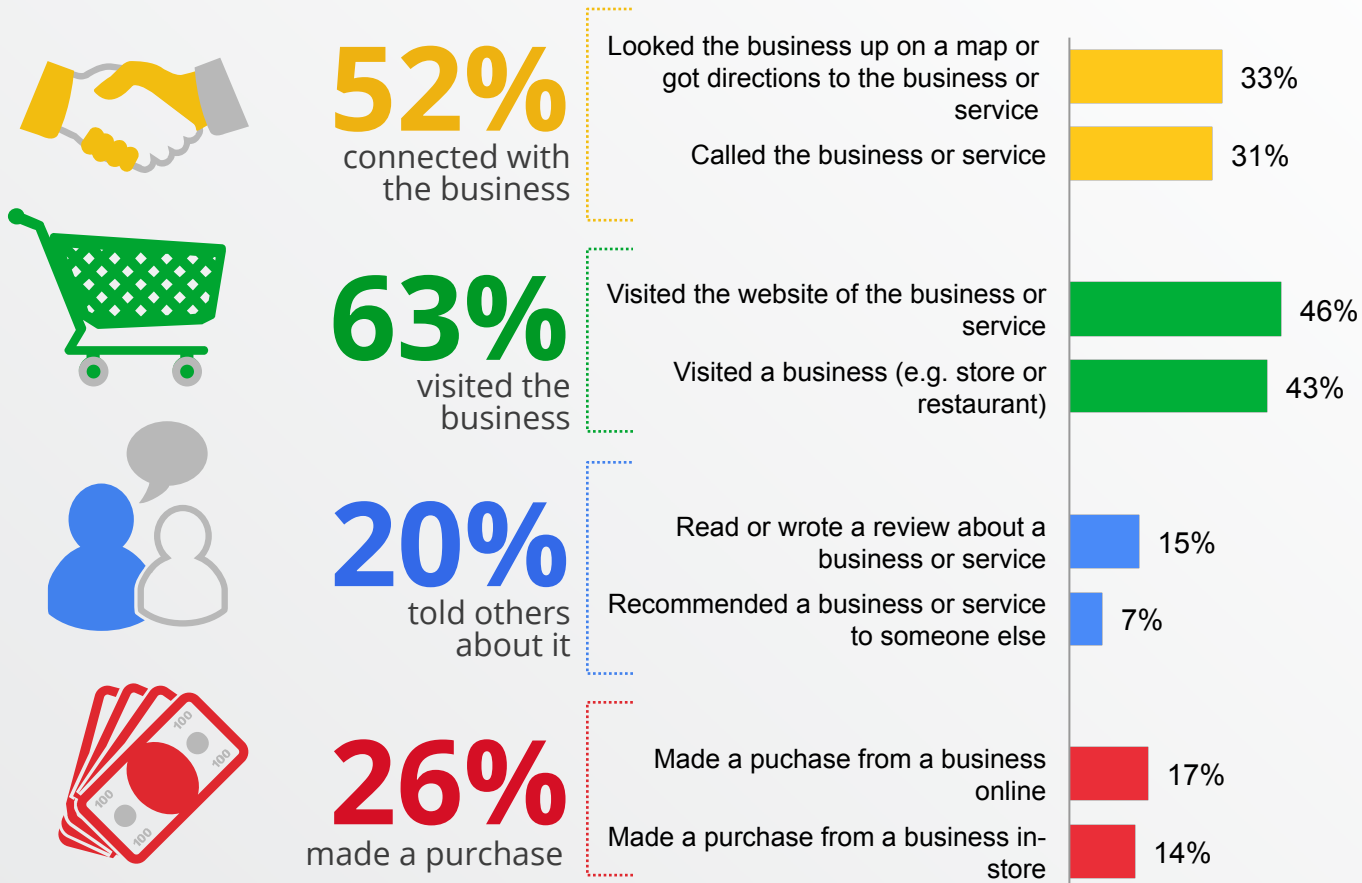 52%
connected with
the business
Looked the business up on a map or
got directions to the business or
service
33%
Called the business or service
31%
63%
visited the
business
Visited the website of the business or
service
46%
Visited a business (e.g. store or
restaurant)
43%
20%
told others
about it
Read or wrote a review about a
business or service
15%
Recommended a business or service
to someone else
7%
100
100
100
100
26%
made a purchase
Made a puchase from a business
online
17%
Made a purchase from a business in-
store
14%